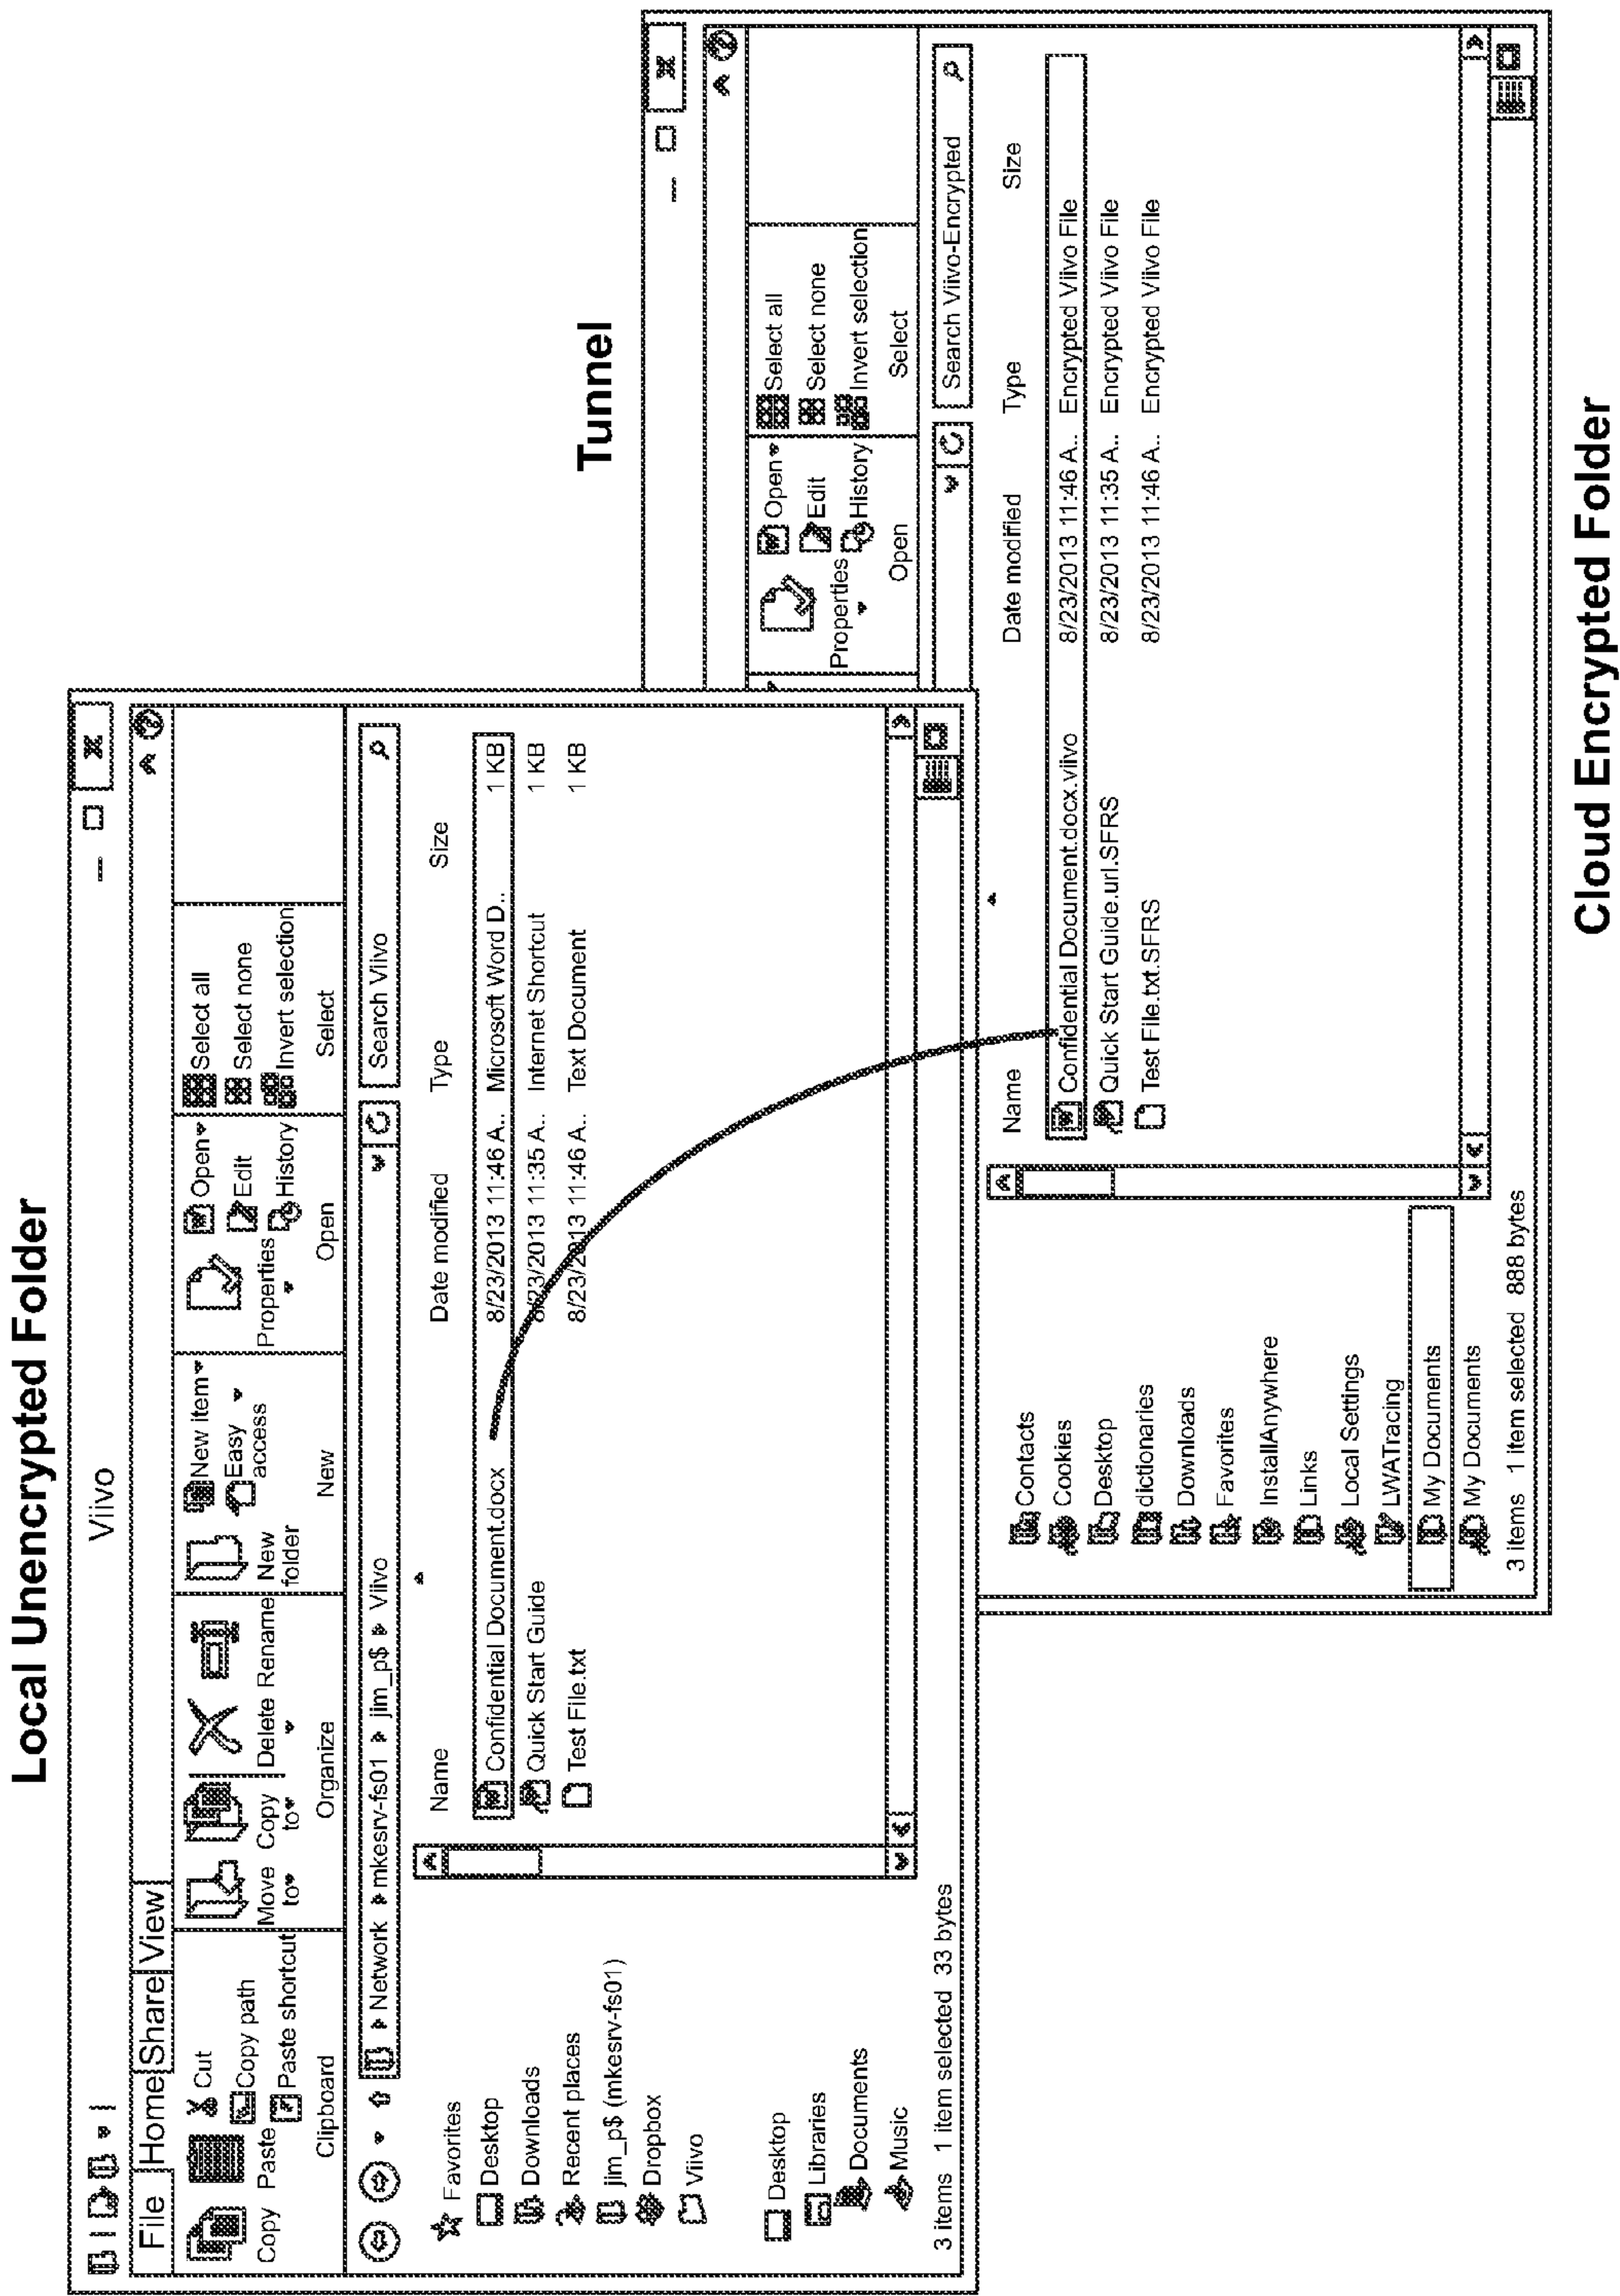 Local Unencrypted Folder
Viivo
File Home Share View
Copy Paste Cut Copy path Paste shortcut
Clipboard
Move to Copy to Delete Rename
Organize
New folder New item Easy access
New
Properties Open Edit History
Open
Select all Select none Invert selection
Select
Network mkesrv-fs01 jim_p$ Viivo
Search Viivo
Favorites
Desktop
Downloads
Recent places
jim_p$ (mkesrv-fs01)
Dropbox
Viivo
Desktop
Libraries
Documents
Music
Name Date modified Type Size
Confidential Document.docx 8/23/2013 11:46 A.. Microsoft Word D.. 1 KB
Quick Start Guide 8/23/2013 11:35 A.. Internet Shortcut 1 KB
Test File.txt 8/23/2013 11:46 A.. Text Document 1 KB
3 items 1 item selected 33 bytes
Tunnel
Properties Open Edit History
Open
Select all Select none Invert selection
Select
Search Viivo-Encrypted
Contacts
Cookies
Desktop
dictionaries
Downloads
Favorites
InstallAnywhere
Links
Local Settings
LWATracing
My Documents
My Documents
Name Date modified Type Size
Confidential Document.docx.viivo 8/23/2013 11:46 A.. Encrypted Viivo File
Quick Start Guide.url.SFRS 8/23/2013 11:35 A.. Encrypted Viivo File
Test File.txt.SFRS 8/23/2013 11:46 A.. Encrypted Viivo File
3 items 1 item selected 888 bytes
Cloud Encrypted Folder